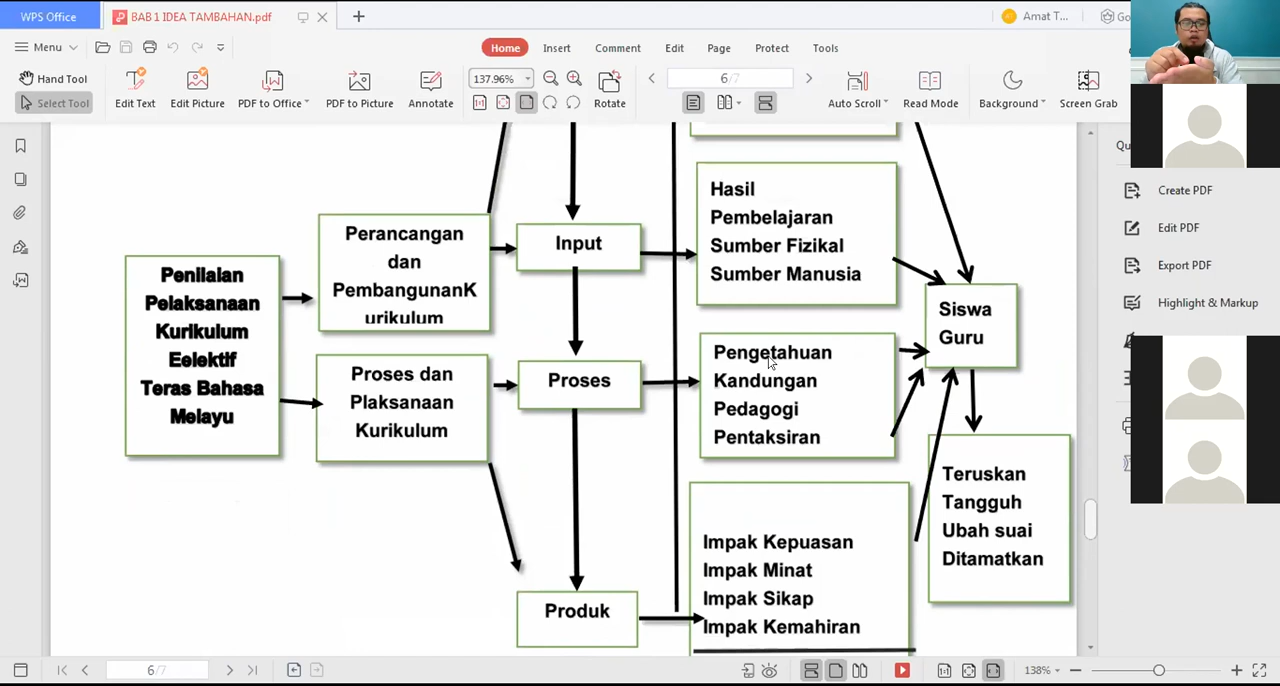 WPS Office
BAB 1 IDEA TAMBAHAN.pdf
Amat T...
Go
Menu
Home
Insert
Comment
Edit
Page
Protect
Tools
Hand Tool
Select Tool
Edit Text
Edit Picture
PDF to Office
PDF to Picture
Annotate
137.96%
Rotate
6/7
Auto Scroll
Read Mode
Background
Screen Grab
Create PDF
Edit PDF
Export PDF
Highlight & Markup
Penilaian
Pelaksanaan
Kurikulum
Eelektif
Teras Bahasa
Melayu
Perancangan
dan
PembangunanK
urikulum
Proses dan
Plaksanaan
Kurikulum
Input
Proses
Produk
Hasil
Pembelajaran
Sumber Fizikal
Sumber Manusia
Pengetahuan
Kandungan
Pedagogi
Pentaksiran
Impak Kepuasan
Impak Minat
Impak Sikap
Impak Kemahiran
Siswa
Guru
Teruskan
Tangguh
Ubah suai
Ditamatkan
6/7
138%